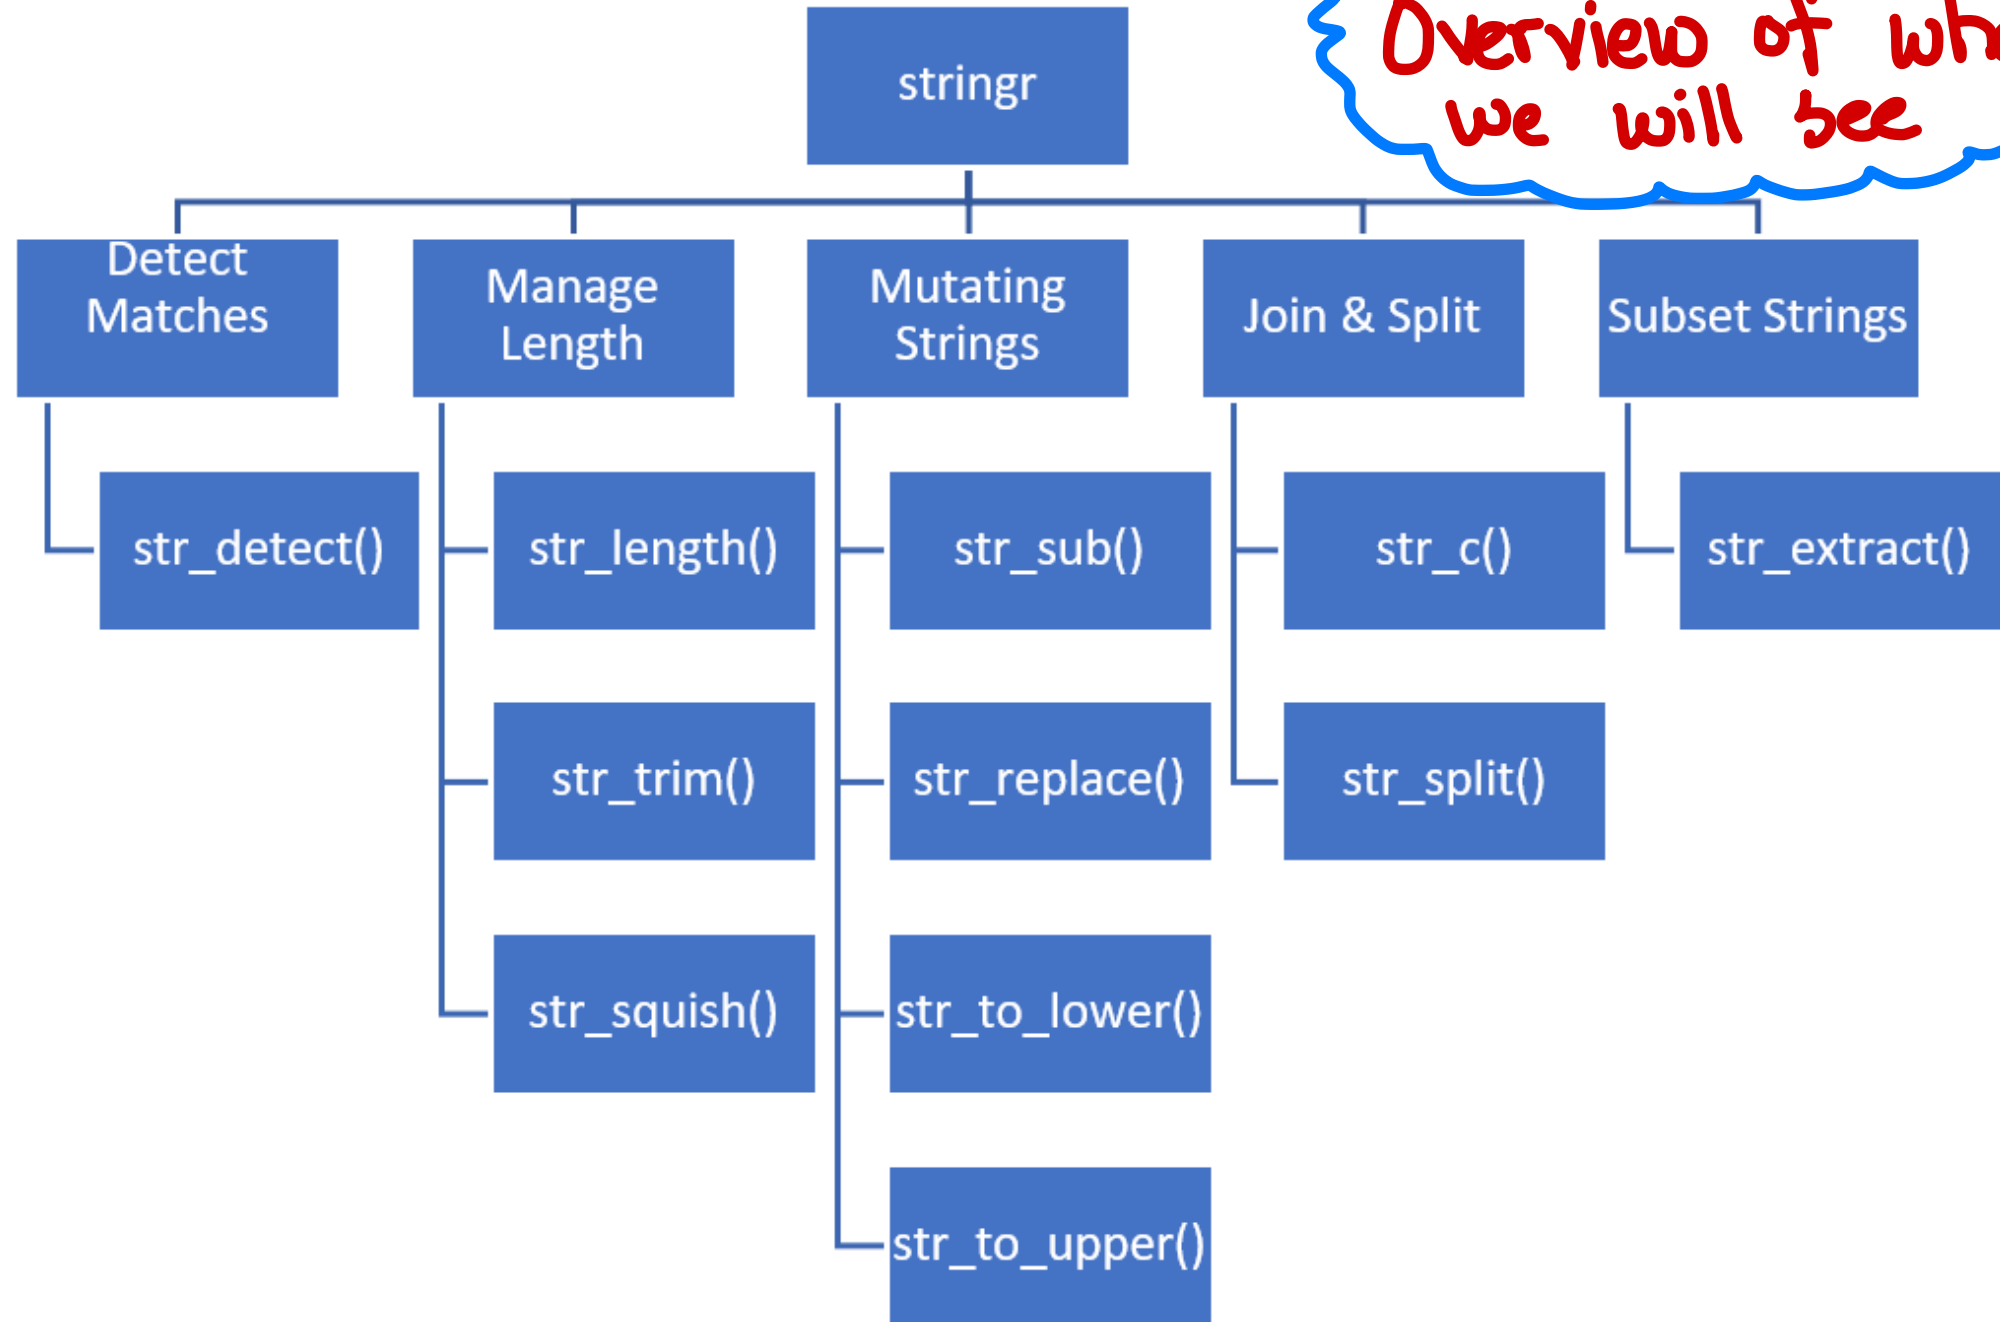 stringr
Overview of
we will see
Detect
Matches
Manage
Length
Mutating
Strings
Join & Split
Subset Strings
str_detect()
str_length()
str_sub()
str_c()
str_extract()
str_trim()
str_replace()
str_split()
str_squish()
str_to_lower()
str_to_upper()